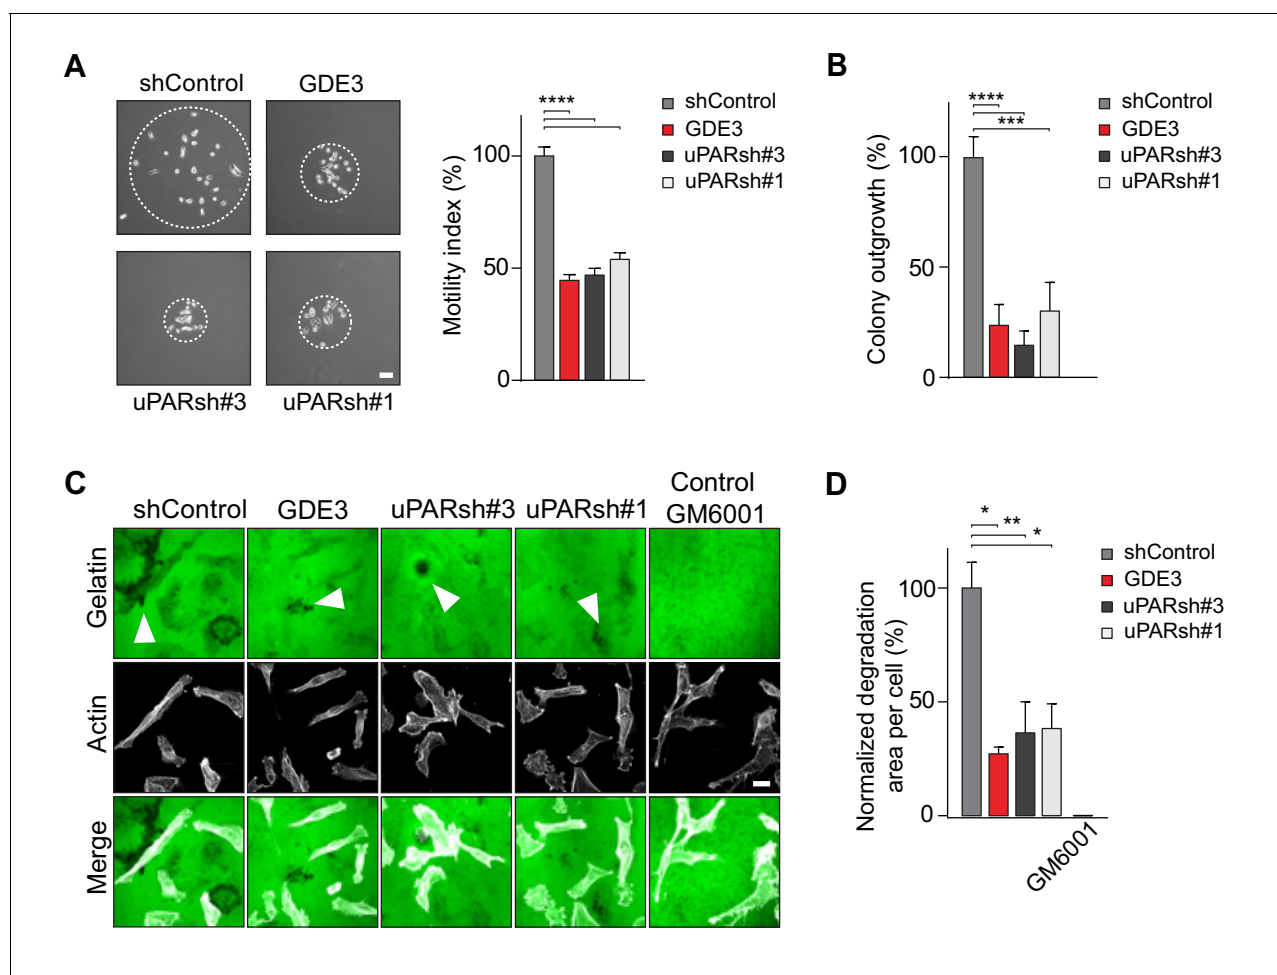 A
shControl
GDE3
uPARsh#3
uPARsh#1
Motility index (%)
100
50
0
****
shControl
GDE3
uPARsh#3
uPARsh#1
B
Colony outgrowth (%)
100
50
0
****
***
shControl
GDE3
uPARsh#3
uPARsh#1
C
shControl
GDE3
uPARsh#3
uPARsh#1
Control
GM6001
Gelatin
Actin
Merge
D
Normalized degradation
area per cell (%)
100
50
0
*
**
*
GM6001
shControl
GDE3
uPARsh#3
uPARsh#1